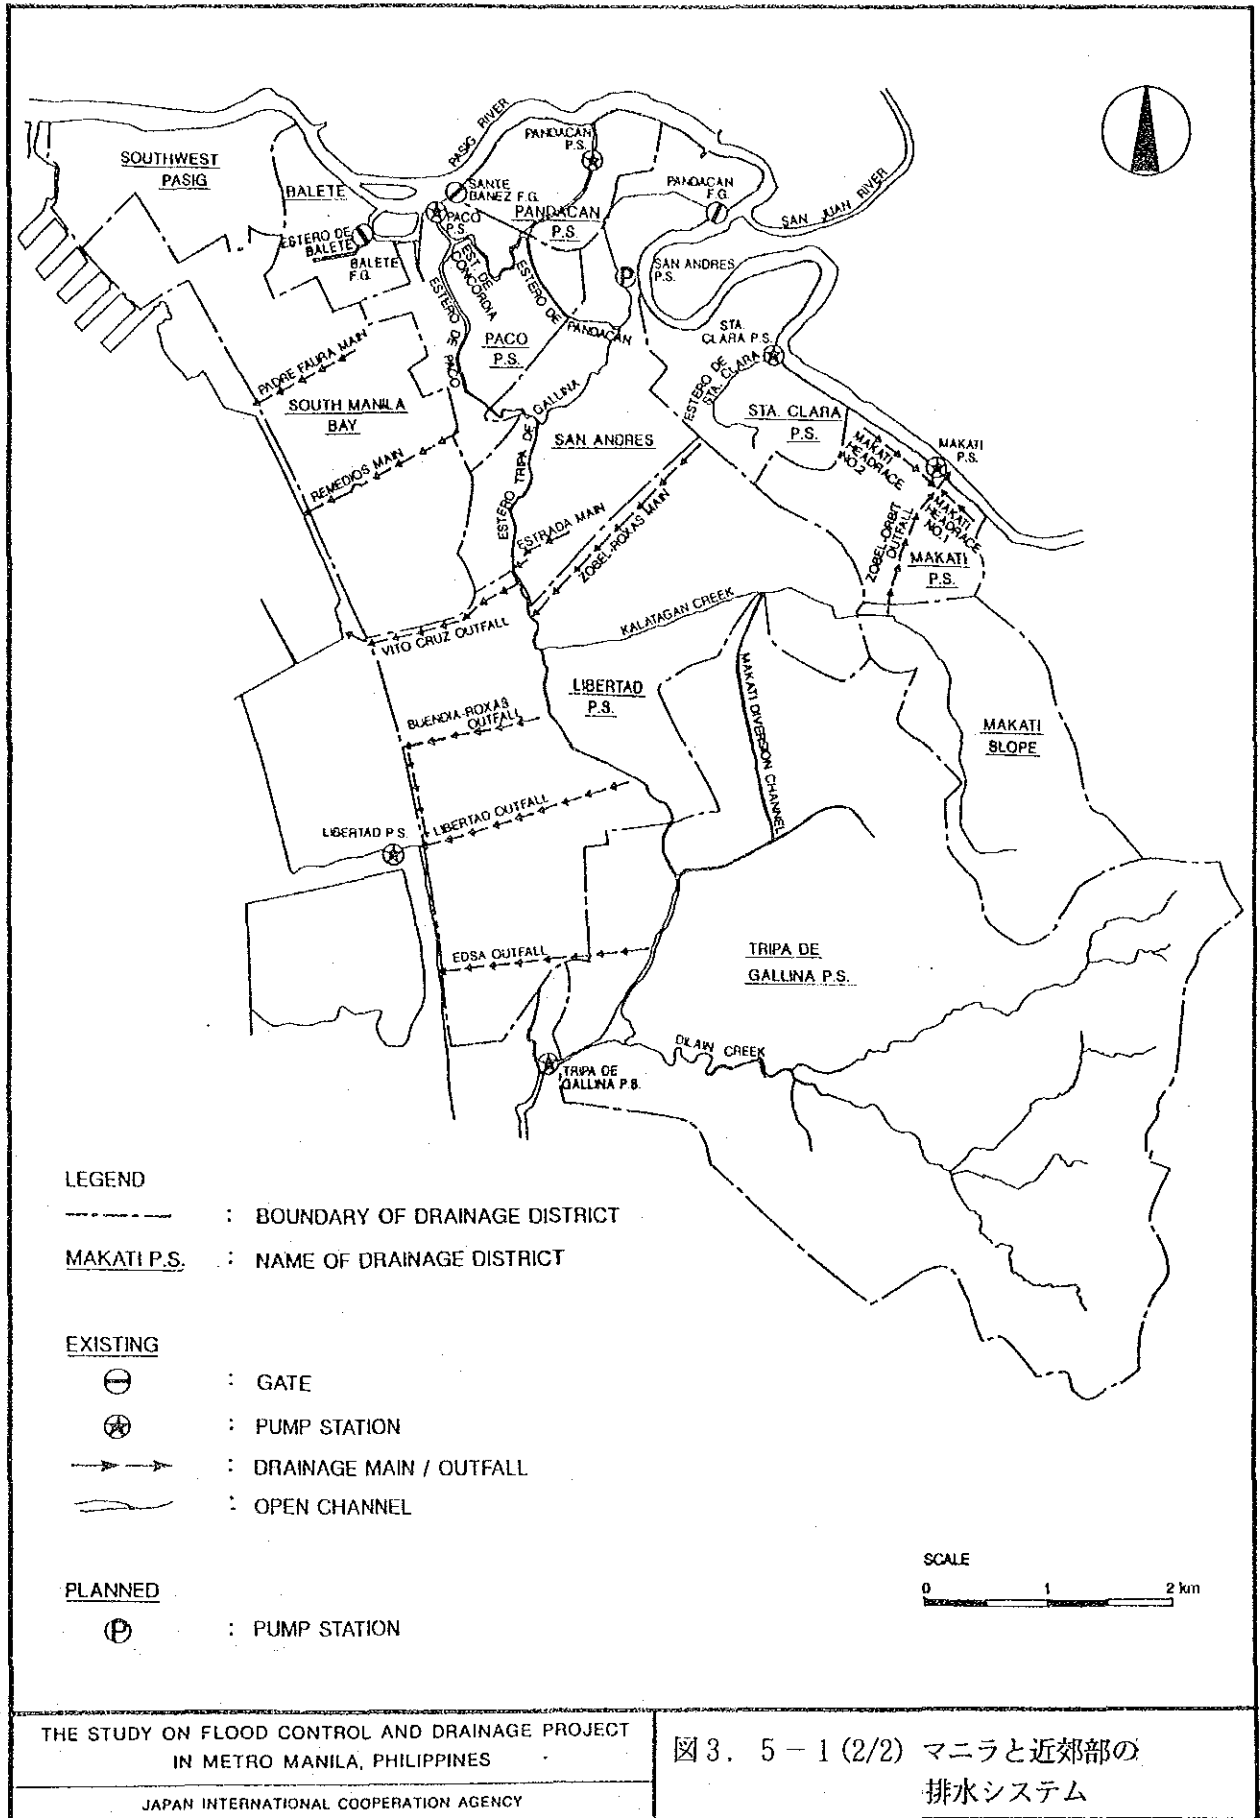 PASIG RIVER
SOUTHWEST
PASIG
BALETE
ESTERO DE
BALETE
BALETE
F.G.
SANTE
BANEZ F.G.
PACO
P.S.
PANDACAN
P.S.
PANDACAN
P.S.
PANDACAN
F.G.
SAN JUAN RIVER
EST. DE
CONCORDIA
ESTERO DE PACO
ESTERO DE PANDACAN
SAN ANDRES
P.S.
PACO
P.S.
STA.
CLARA P.S.
ESTERO DE
STA. CLARA
STA. CLARA
P.S.
PADRE FAURA MAIN
SOUTH MANILA
BAY
REMEDIOS MAIN
ESTERO TRIPA DE GALLINA
SAN ANDRES
MAKATI
P.S.
MAKATI
HEADRACE
NO.2
MAKATI
HEADRACE
NO.1
ZOBEL-ORBIT
OUTFALL
MAKATI
P.S.
ESTRADA MAIN
ZOBEL-ROXAS MAIN
VITO CRUZ OUTFALL
KALATAGAN CREEK
MAKATI DIVERSION CHANNEL
LIBERTAD
P.S.
BUENDIA-ROXAS
OUTFALL
MAKATI
SLOPE
LIBERTAD P.S.
LIBERTAD OUTFALL
EDSA OUTFALL
TRIPA DE
GALLINA P.S.
DILAIN CREEK
TRIPA DE
GALLINA P.S.
LEGEND
: BOUNDARY OF DRAINAGE DISTRICT
MAKATI P.S. : NAME OF DRAINAGE DISTRICT
EXISTING
: GATE
: PUMP STATION
: DRAINAGE MAIN / OUTFALL
: OPEN CHANNEL
PLANNED
P : PUMP STATION
SCALE
0 1 2 km
THE STUDY ON FLOOD CONTROL AND DRAINAGE PROJECT
IN METRO MANILA, PHILIPPINES
JAPAN INTERNATIONAL COOPERATION AGENCY
図3. 5-1(2/2) マニラと近郊部の
排水システム